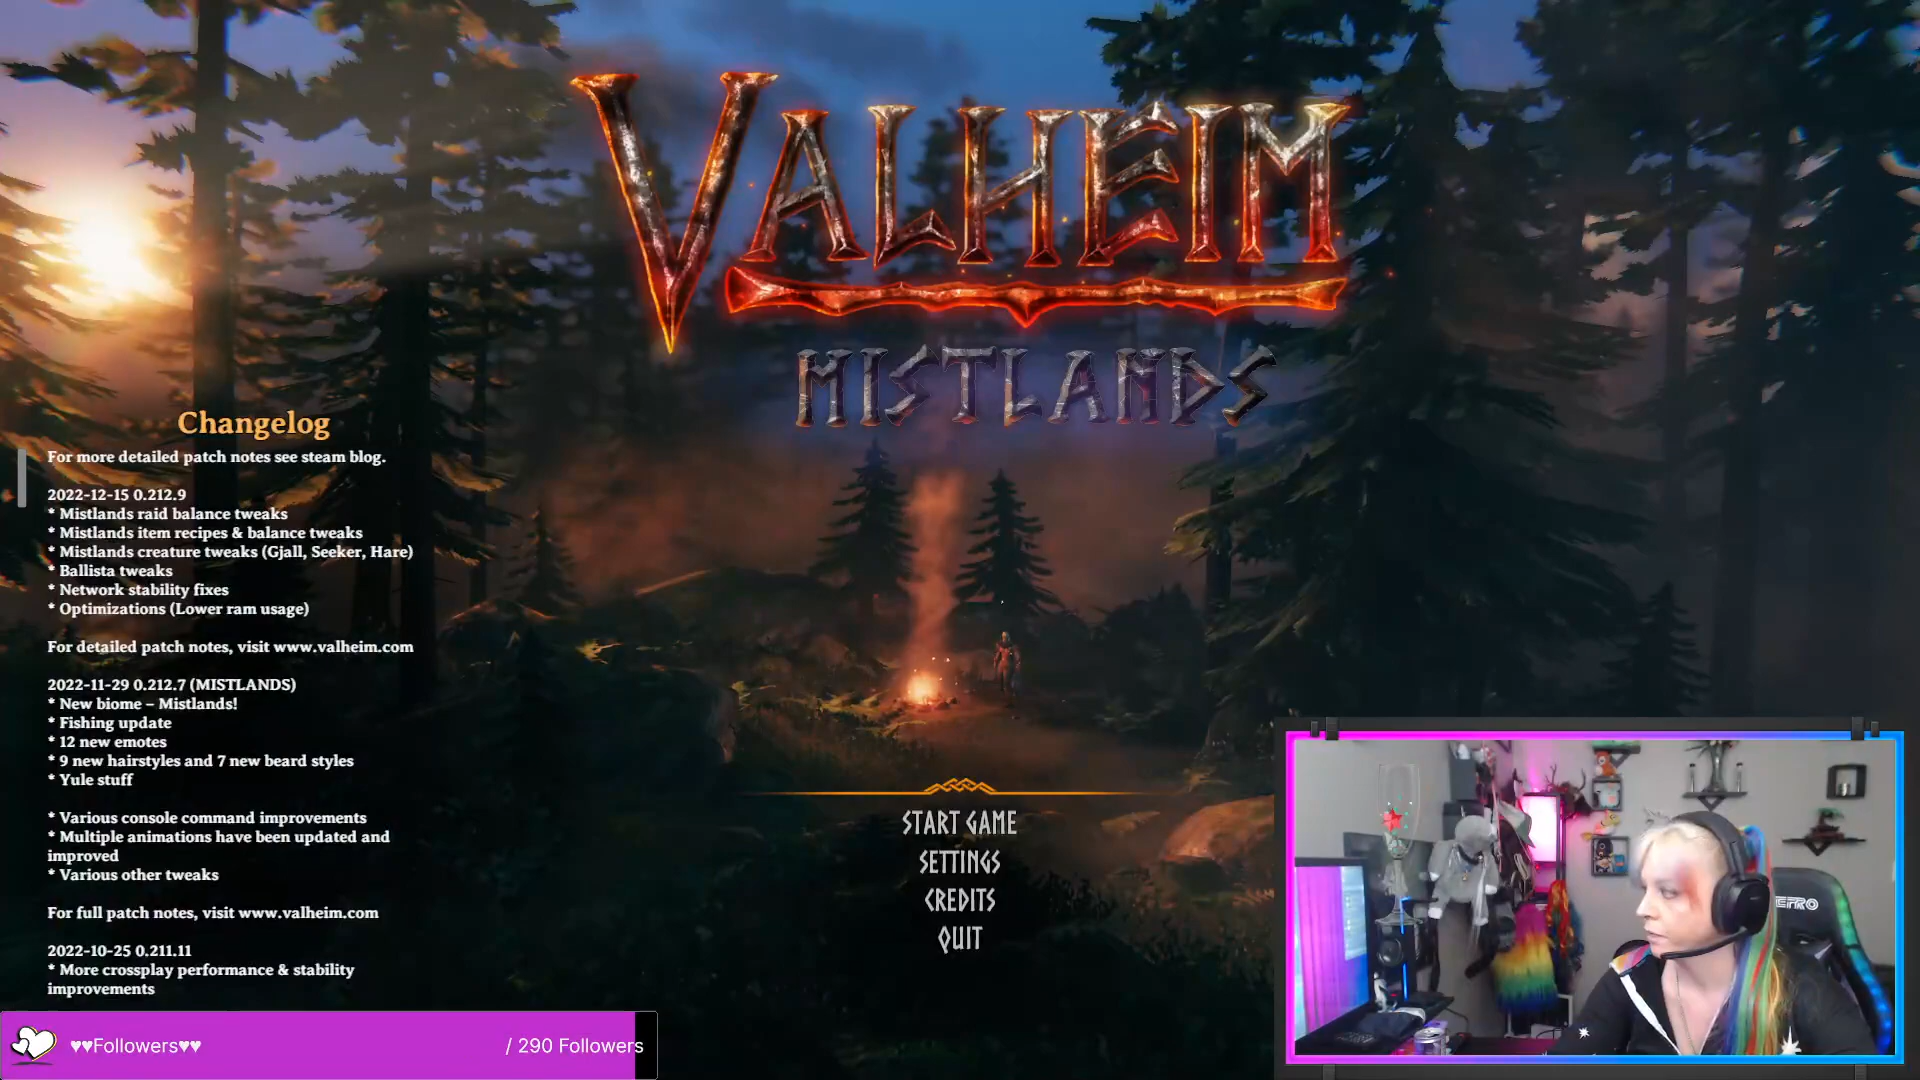 VALHEIM
MISTLANDS
Changelog
For more detailed patch notes see steam blog.
2022-12-15 0.212.9
* Mistlands raid balance tweaks
* Mistlands item recipes & balance tweaks
* Mistlands creature tweaks (Gjall, Seeker, Hare)
* Ballista tweaks
* Network stability fixes
* Optimizations (Lower ram usage)
For detailed patch notes, visit www.valheim.com
2022-11-29 0.212.7 (MISTLANDS)
* New biome – Mistlands!
* Fishing update
* 12 new emotes
* 9 new hairstyles and 7 new beard styles
* Yule stuff
* Various console command improvements
* Multiple animations have been updated and
improved
* Various other tweaks
For full patch notes, visit www.valheim.com
2022-10-25 0.211.11
* More crossplay performance & stability
improvements
START GAME
SETTINGS
CREDITS
QUIT
♥♥Followers♥♥
/ 290 Followers